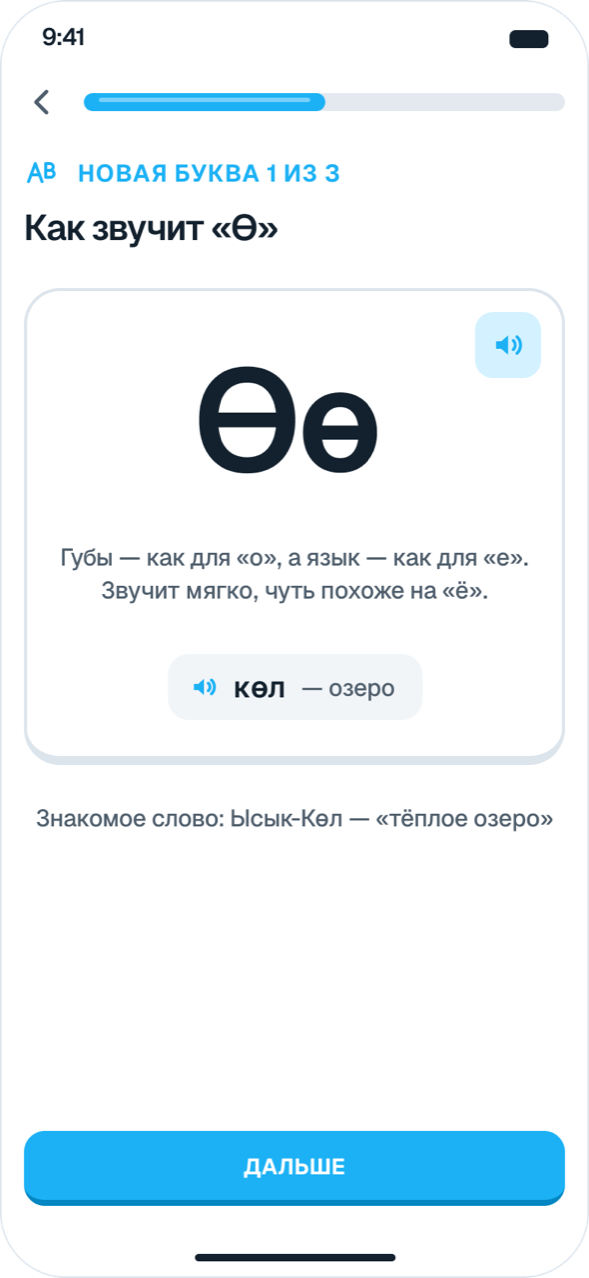 9:41
АВ НОВАЯ БУКВА 1 ИЗ 3
Как звучит «Ө»
Өө
Губы — как для «о», а язык — как для «е».
Звучит мягко, чуть похоже на «ё».
көл — озеро
Знакомое слово: Ысык-Көл — «тёплое озеро»
ДАЛЬШЕ